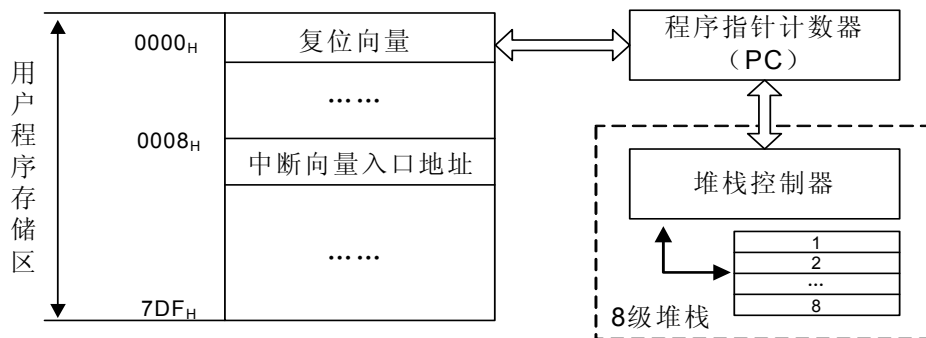 用户程序存储区
0000H
复位向量
……
0008H
中断向量入口地址
……
7DFH
程序指针计数器
（PC）
堆栈控制器
1
2
...
8
8级堆栈